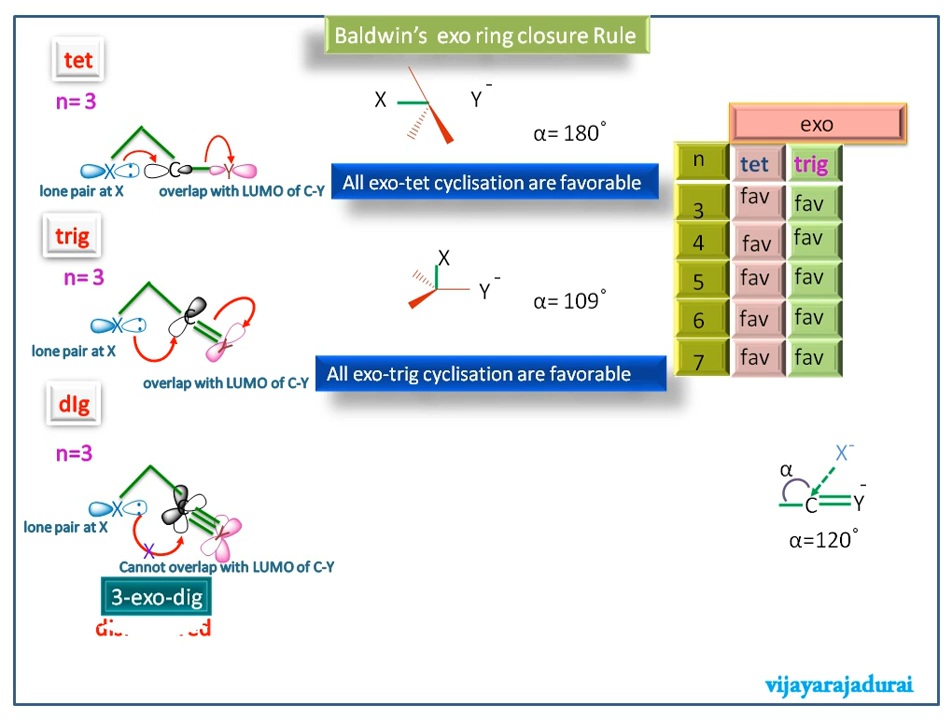 Baldwin's exo ring closure Rule
tet
n= 3
X
C
Y
lone pair at X
overlap with LUMO of C-Y
X
Y
-
α= 180°
All exo-tet cyclisation are favorable
trig
n= 3
X
C
Y
lone pair at X
overlap with LUMO of C-Y
X
Y
-
α= 109°
All exo-trig cyclisation are favorable
dIg
n=3
X
C
Y
lone pair at X
X
Cannot overlap with LUMO of C-Y
3-exo-dig
exo
n tet trig
3 fav fav
4 fav fav
5 fav fav
6 fav fav
7 fav fav
X-
α
C
Y
-
α=120°
vijayarajadurai